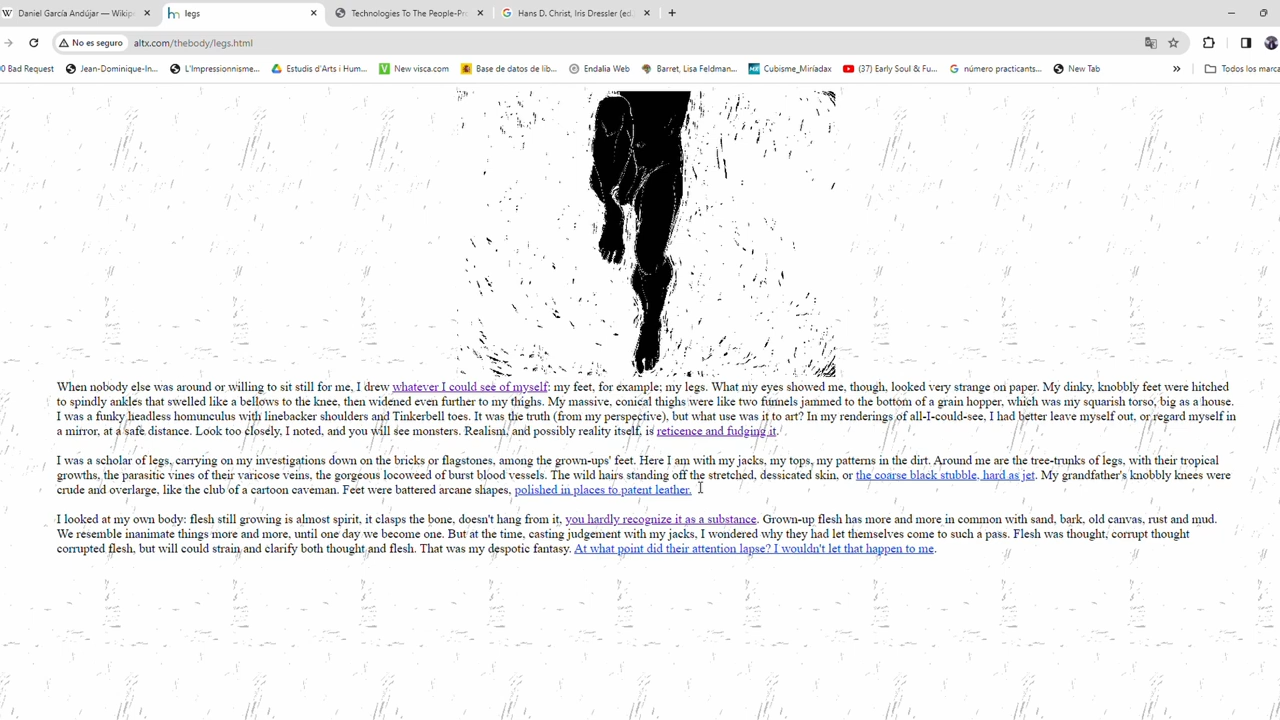 Daniel García Andújar — Wikip
legs
Technologies To The People-Pr
Hans D. Christ, Iris Dressler (ed.
No es seguro
altx.com/thebody/legs.html
0 Bad Request
Jean-Dominique-In...
L'Impressionnisme...
Estudis d'Arts i Hum...
New visca.com
Base de datos de lib...
Endalia Web
Barret, Lisa Feldman...
Cubisme_Miríadax
(37) Early Soul & Fu...
número practicants...
New Tab
»
Todos los marca
When nobody else was around or willing to sit still for me, I drew whatever I could see of myself: my feet, for example; my legs. What my eyes showed me, though, looked very strange on paper. My dinky, knobbly feet were hitched
to spindly ankles that swelled like a bellows to the knee, then widened even further to my thighs. My massive, conical thighs were like two funnels jammed to the bottom of a grain hopper, which was my squarish torso, big as a house.
I was a funky headless homunculus with linebacker shoulders and Tinkerbell toes. It was the truth (from my perspective), but what use was it to art? In my renderings of all-I-could-see, I had better leave myself out, or regard myself in
a mirror, at a safe distance. Look too closely, I noted, and you will see monsters. Realism, and possibly reality itself, is reticence and fudging it.
I was a scholar of legs, carrying on my investigations down on the bricks or flagstones, among the grown-ups' feet. Here I am with my jacks, my tops, my patterns in the dirt. Around me are the tree-trunks of legs, with their tropical
growths, the parasitic vines of their varicose veins, the gorgeous locoweed of burst blood vessels. The wild hairs standing off the stretched, dessicated skin, or the coarse black stubble, hard as jet. My grandfather's knobbly knees were
crude and overlarge, like the club of a cartoon caveman. Feet were battered arcane shapes, polished in places to patent leather.
I looked at my own body: flesh still growing is almost spirit, it clasps the bone, doesn't hang from it, you hardly recognize it as a substance. Grown-up flesh has more and more in common with sand, bark, old canvas, rust and mud.
We resemble inanimate things more and more, until one day we become one. But at the time, casting judgement with my jacks, I wondered why they had let themselves come to such a pass. Flesh was thought, corrupt thought
corrupted flesh, but will could strain and clarify both thought and flesh. That was my despotic fantasy. At what point did their attention lapse? I wouldn't let that happen to me.